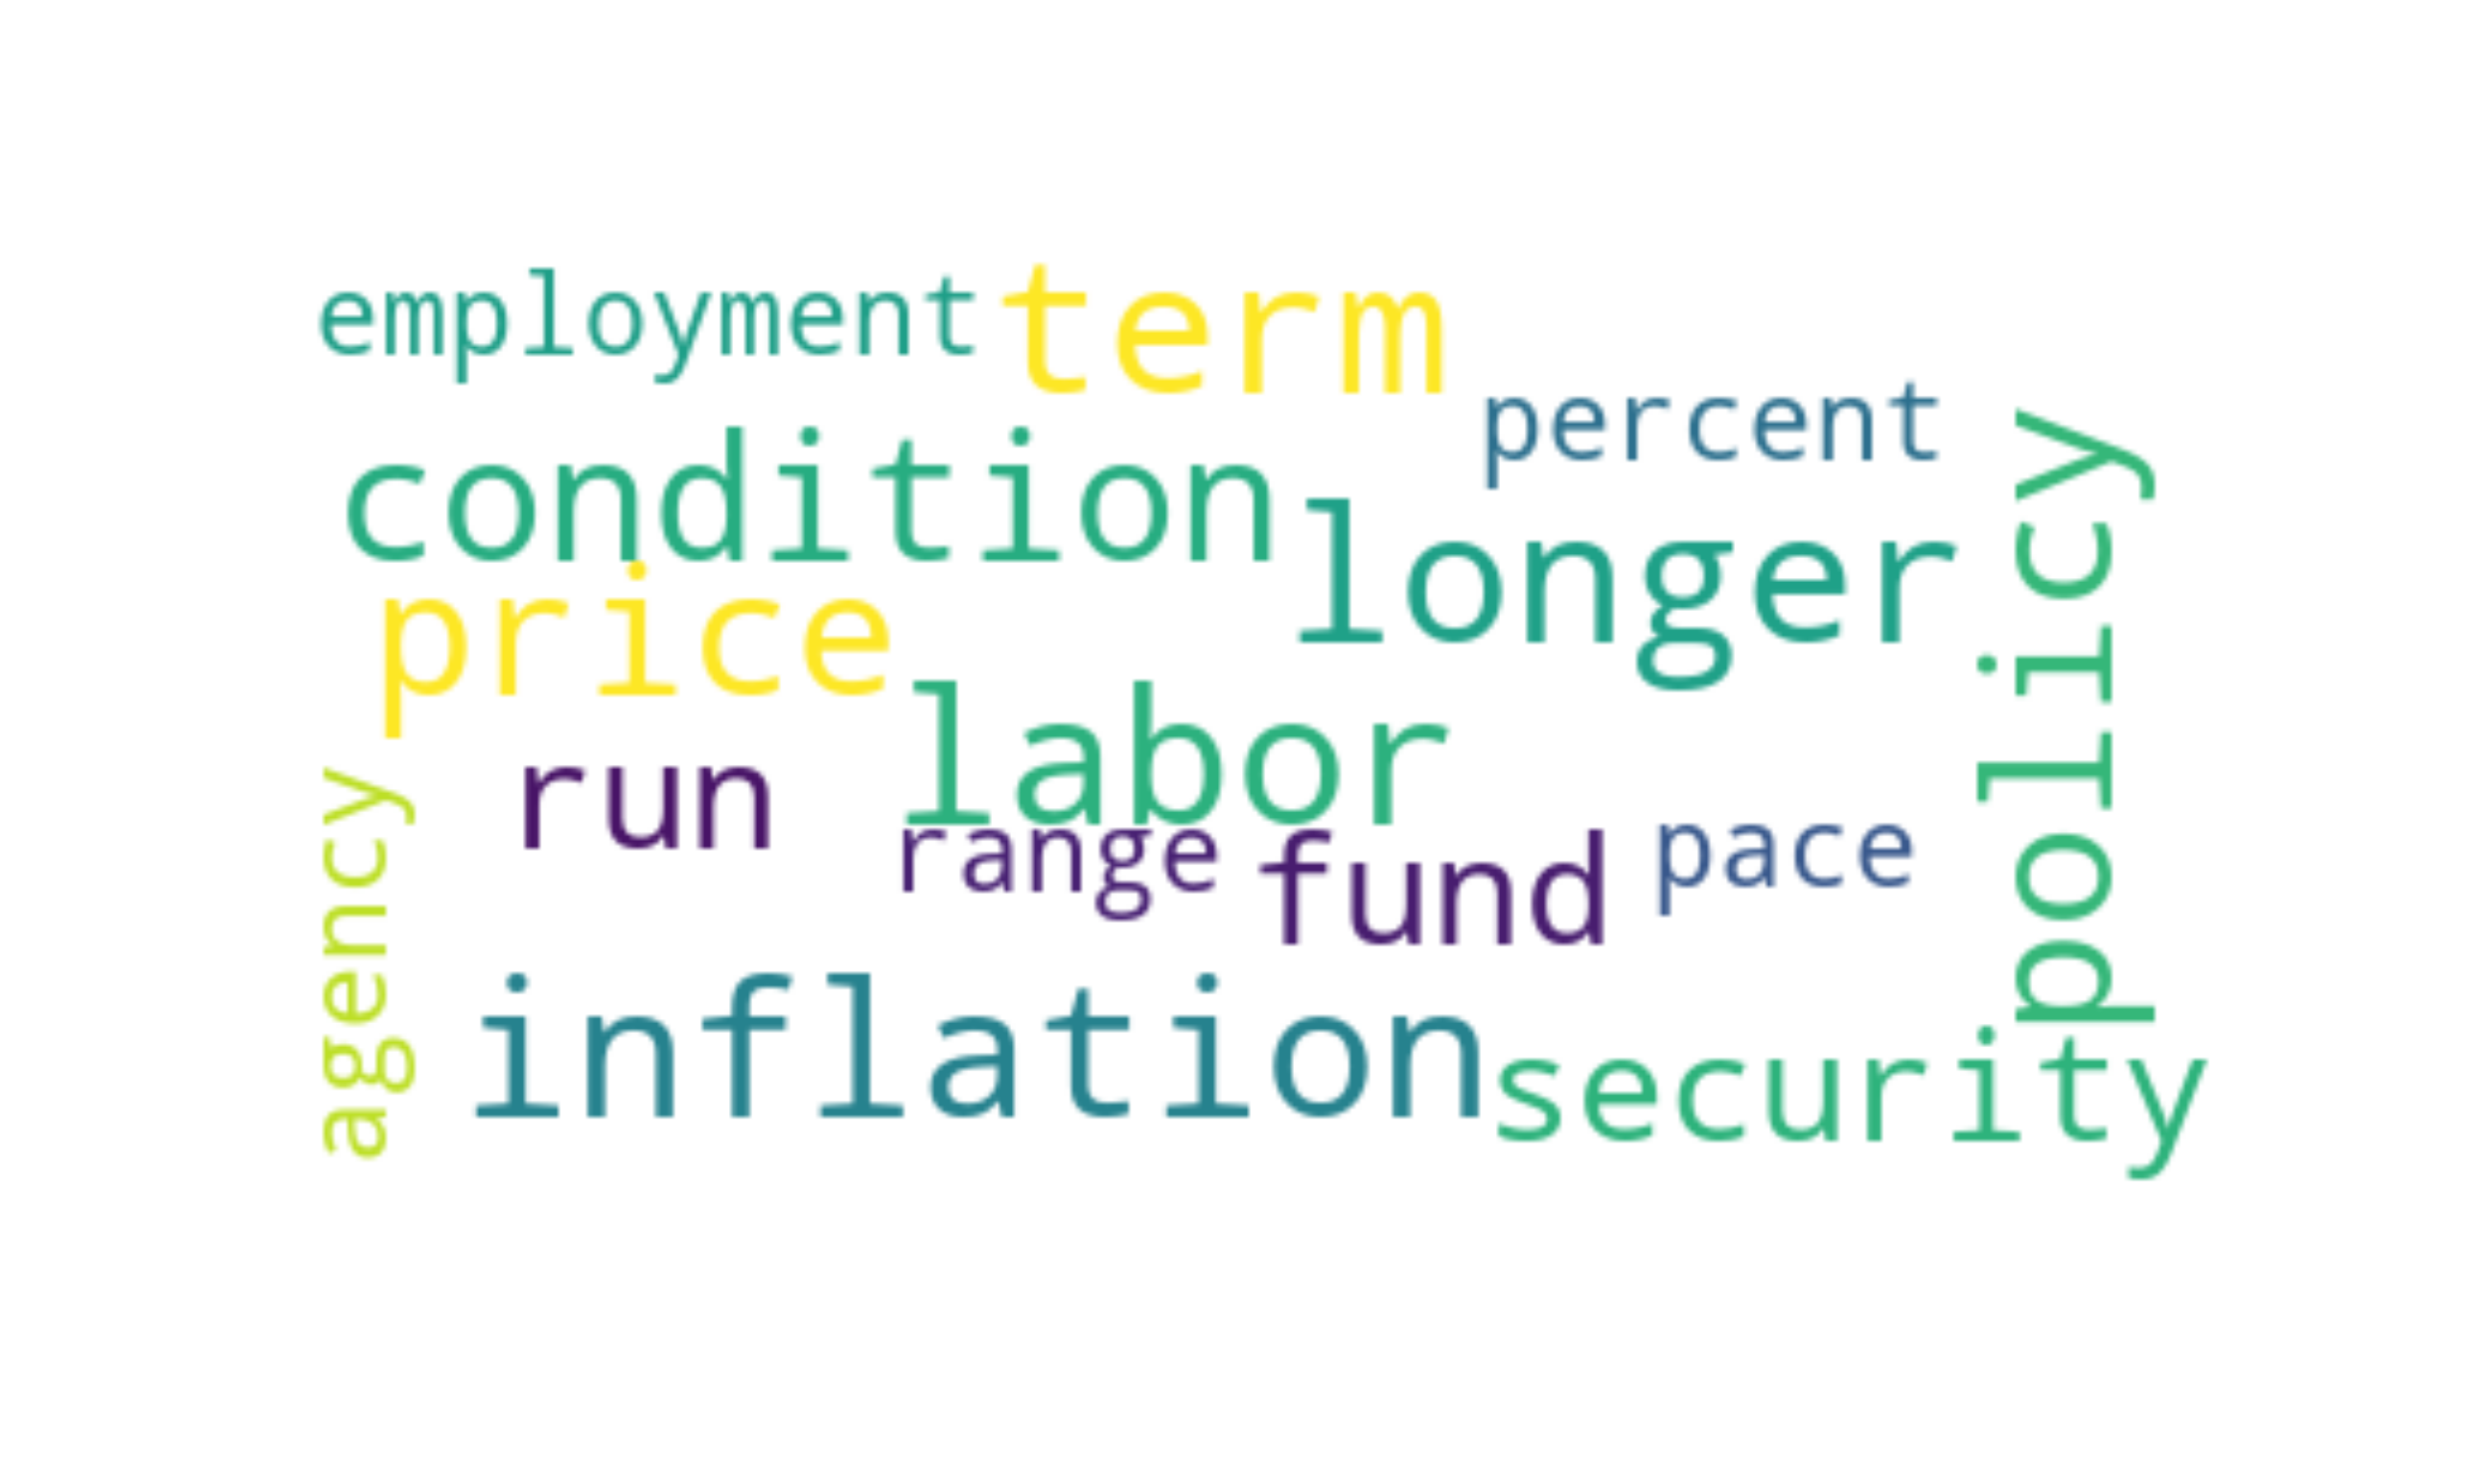 employment
term
percent
condition
longer
policy
price
labor
run
agency
range
fund
pace
inflation
security